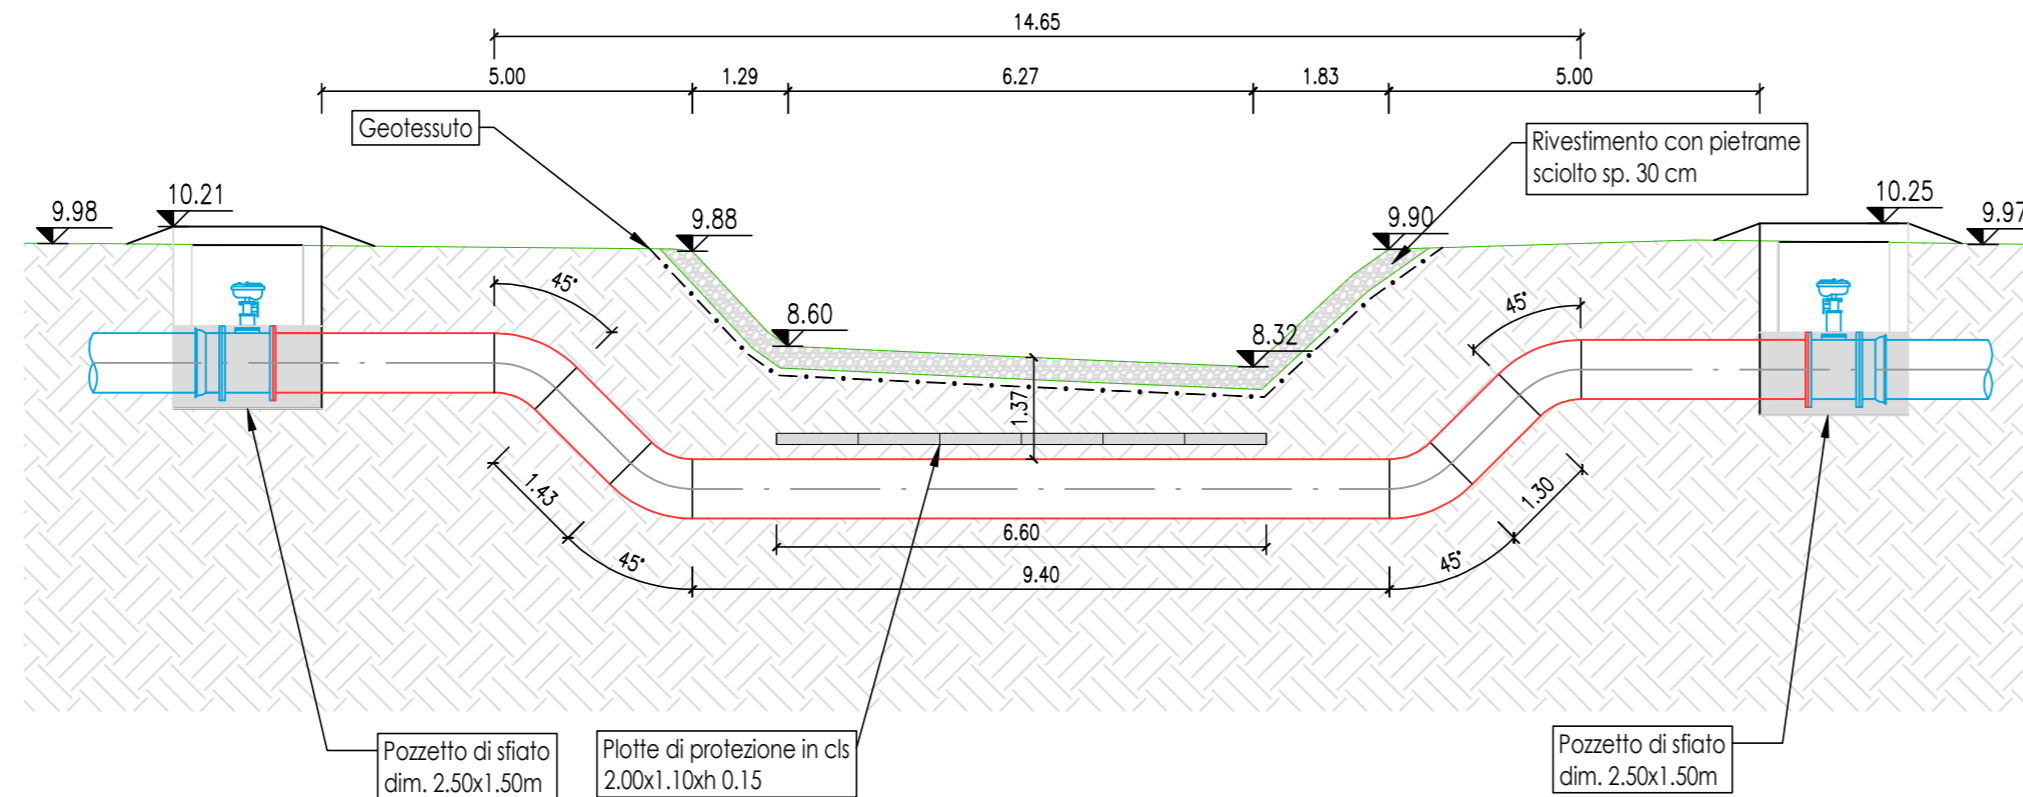 14.65
5.00
1.29
6.27
1.83
5.00
Geotessuto
Rivestimento con pietrame
sciolto sp. 30 cm
9.98
10.21
9.88
9.90
10.25
9.97
8.60
8.32
45°
45°
1.37
1.43
1.30
45°
6.60
45°
9.40
Pozzetto di sfiato
dim. 2.50x1.50m
Plotte di protezione in cls
2.00x1.10xh 0.15
Pozzetto di sfiato
dim. 2.50x1.50m